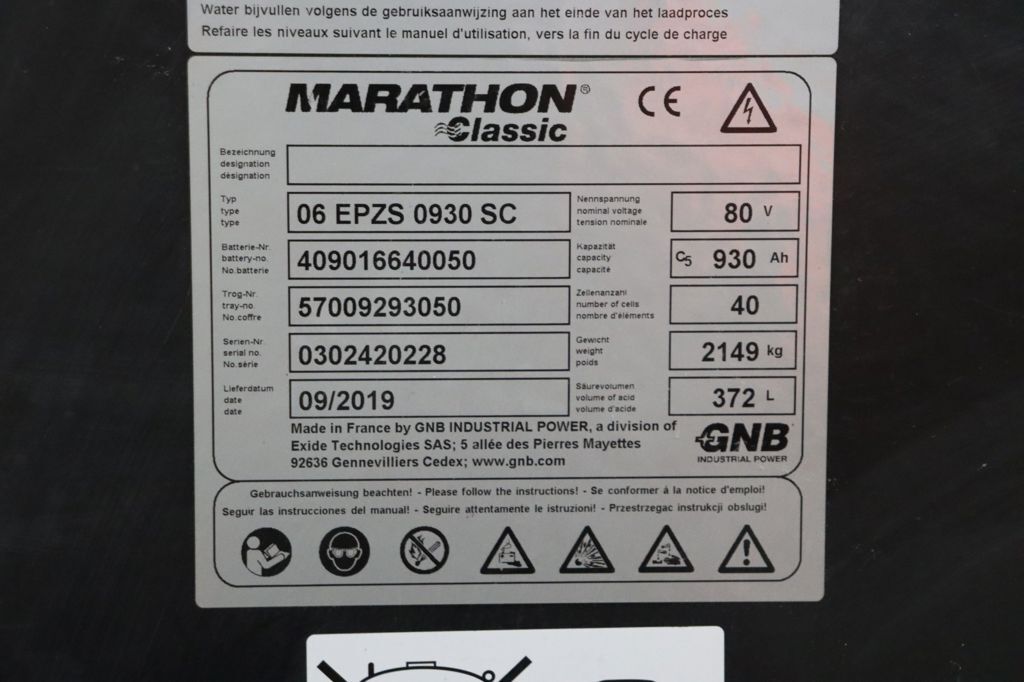 Water bijvullen volgens de gebruiksaanwijzing aan het einde van het laadproces
Refaire les niveaux suivant le manuel d'utilisation, vers la fin du cycle de charge
MARATHON®
Classic
CE
Bezeichnung
designation
désignation
Typ
type
type
06 EPZS 0930 SC
Nennspannung
nominal voltage
tension nominale
80 V
Batterie-Nr.
battery-no.
No.batterie
409016640050
Kapazität
capacity
capacité
C5 930 Ah
Trog-Nr.
tray-no.
No.coffre
57009293050
Zellenanzahl
number of cells
nombre d'éléments
40
Serien-Nr.
serial no.
No.série
0302420228
Gewicht
weight
poids
2149 kg
Lieferdatum
date
date
09/2019
Säurevolumen
volume of acid
volume d'acide
372 L
Made in France by GNB INDUSTRIAL POWER, a division of
Exide Technologies SAS; 5 allée des Pierres Mayettes
92636 Gennevilliers Cedex; www.gnb.com
GNB
INDUSTRIAL POWER
Gebrauchsanweisung beachten! - Please follow the instructions! - Se conformer à la notice d'emploi!
Seguir las instrucciones del manual! - Seguire attentamente le istruzioni! - Przestrzegac instrukcji obslugi!